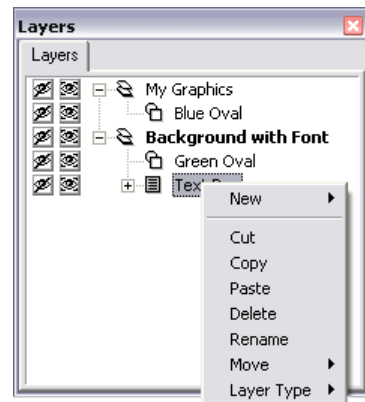 Layers
Layers
My Graphics
Blue Oval
Background with Font
Green Oval
New
Cut
Copy
Paste
Delete
Rename
Move
Layer Type